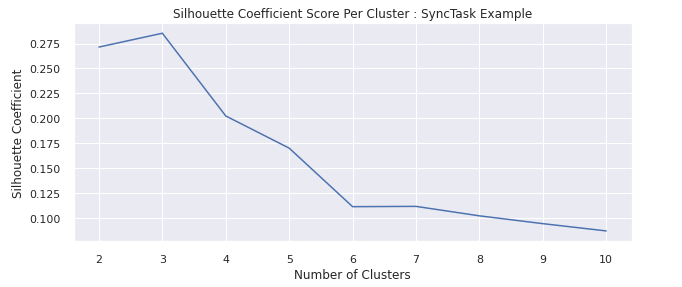 Silhouette Coefficient Score Per Cluster : SyncTask Example
Silhouette Coefficient
0.275
0.250
0.225
0.200
0.175
0.150
0.125
0.100
2 3 4 5 6 7 8 9 10
Number of Clusters